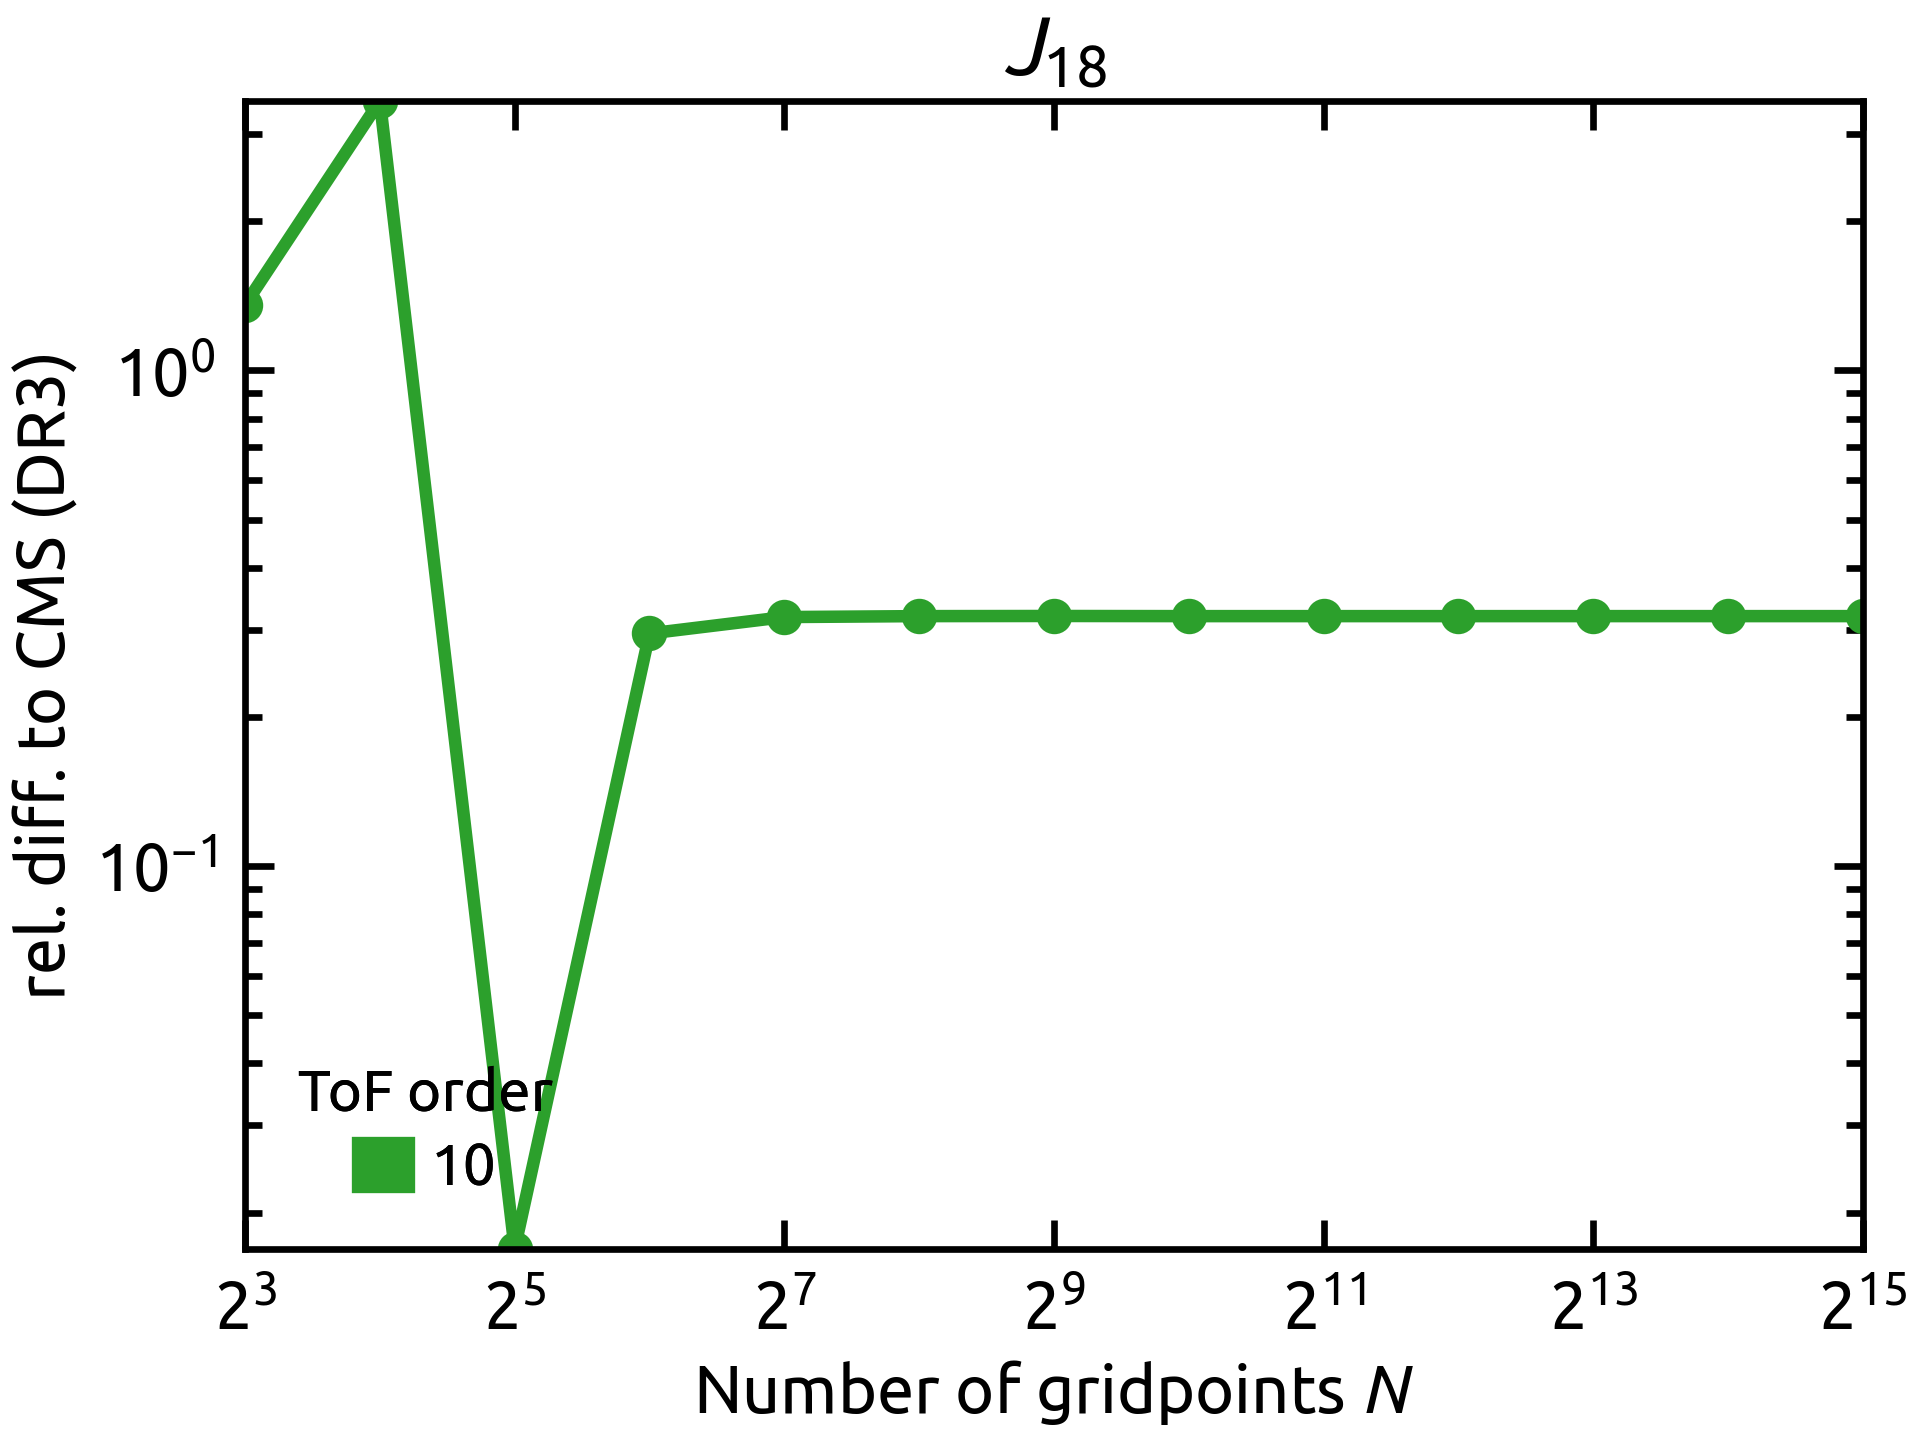 J₁₈
rel. diff. to CMS (DR3)
10⁰
10⁻¹
ToF order
10
2³ 2⁵ 2⁷ 2⁹ 2¹¹ 2¹³ 2¹⁵
Number of gridpoints N